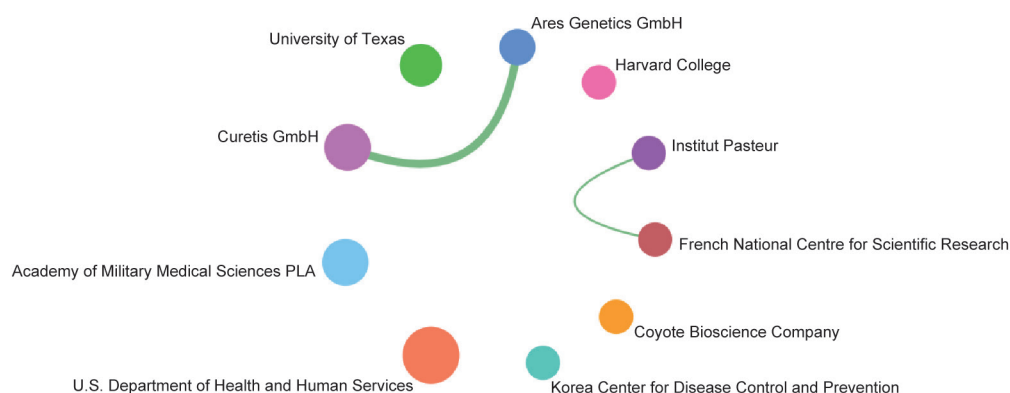 Ares Genetics GmbH
University of Texas
Harvard College
Curetis GmbH
Institut Pasteur
French National Centre for Scientific Research
Academy of Military Medical Sciences PLA
Coyote Bioscience Company
U.S. Department of Health and Human Services
Korea Center for Disease Control and Prevention